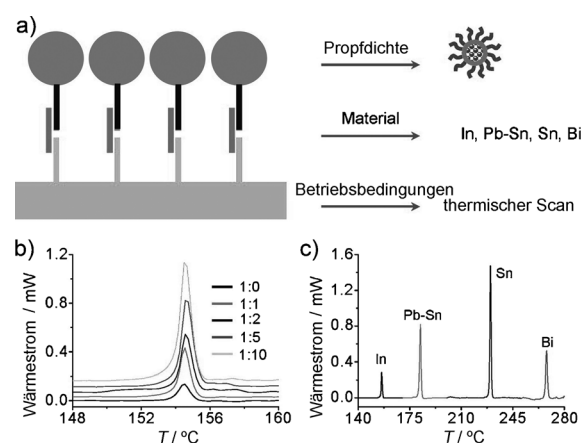 a)
Propfdichte
Material
In, Pb-Sn, Sn, Bi
Betriebsbedingungen
thermischer Scan
b)
Wärmestrom / mW
1.2
0.8
0.4
0.0
148
152
156
160
T / ºC
1:0
1:1
1:2
1:5
1:10
c)
Wärmestrom / mW
1.6
1.2
0.8
0.4
0.0
140
175
210
245
280
T / ºC
In
Pb-Sn
Sn
Bi